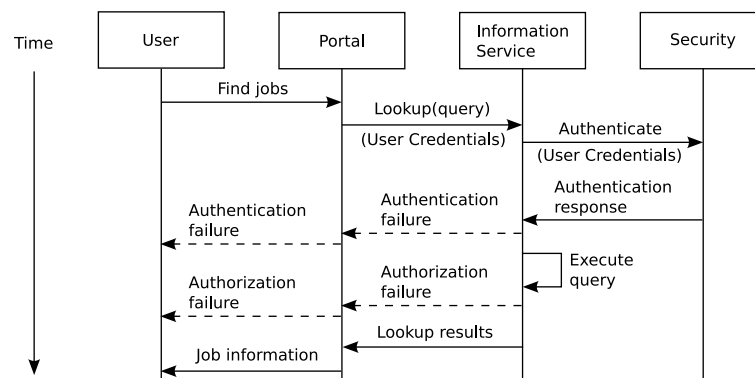 Time
User
Portal
Information
Service
Security
Find jobs
Lookup(query)
(User Credentials)
Authenticate
(User Credentials)
Authentication
response
Authentication
failure
Authentication
failure
Execute
query
Authorization
failure
Authorization
failure
Lookup results
Job information